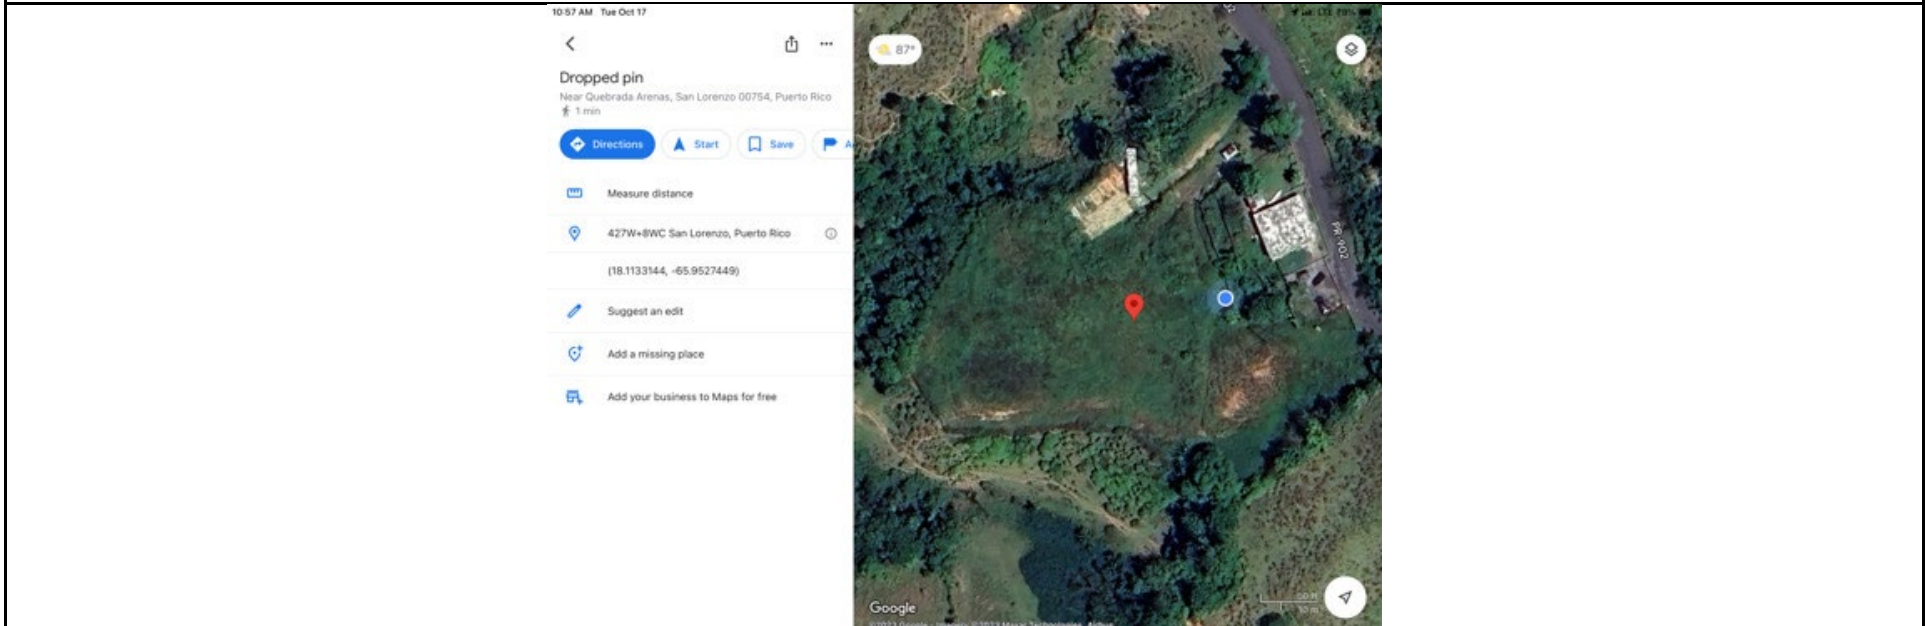 10:57 AM Tue Oct 17
87°
Dropped pin
Near Quebrada Arenas, San Lorenzo 00754, Puerto Rico
1 min
Directions
Start
Save
A
Measure distance
427W+8WC San Lorenzo, Puerto Rico
(18.1133144, -65.9527449)
Suggest an edit
Add a missing place
Add your business to Maps for free
PR-902
Google